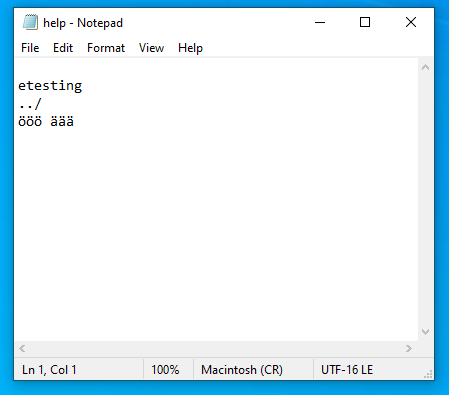 help - Notepad
File Edit Format View Help
etesting
../
ööö äää
Ln 1, Col 1 100% Macintosh (CR) UTF-16 LE